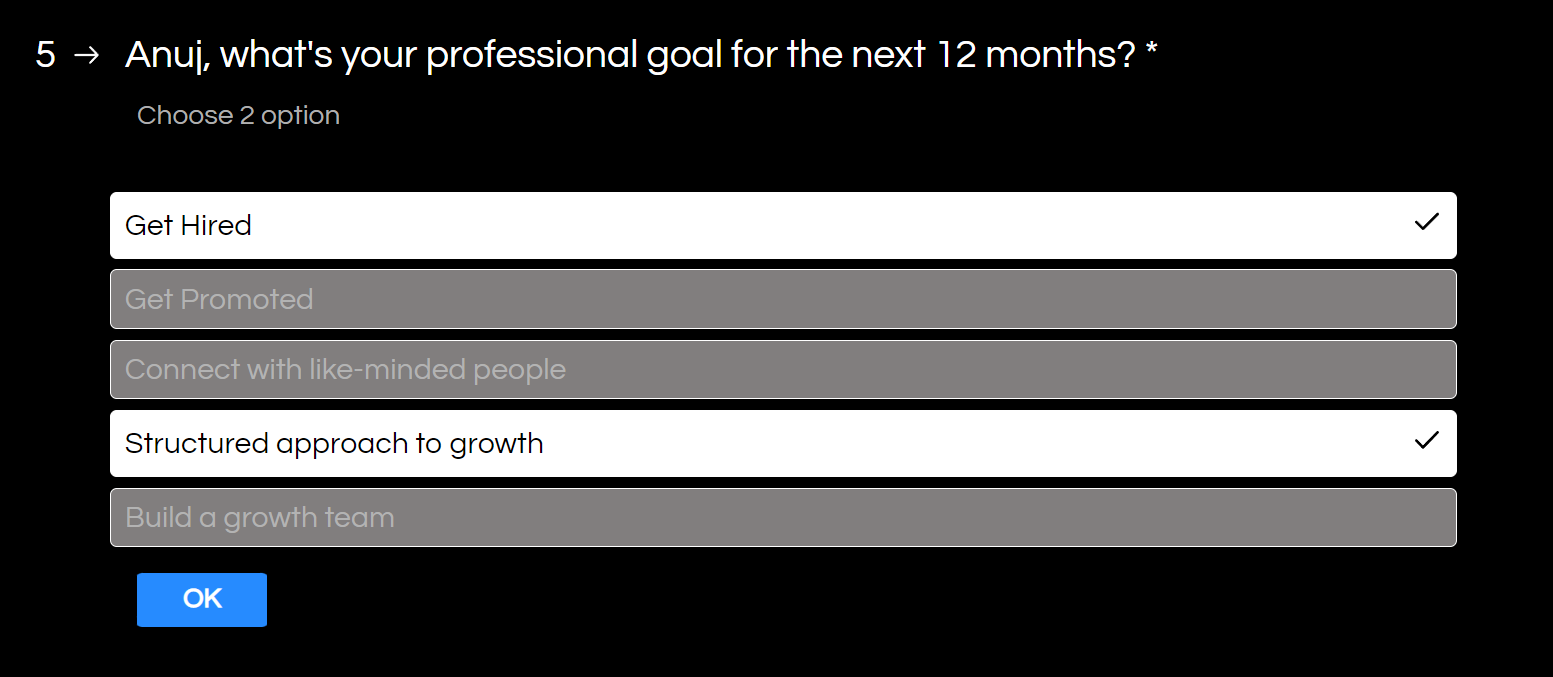 5 → Anuj, what's your professional goal for the next 12 months? *
Choose 2 option
Get Hired
Get Promoted
Connect with like-minded people
Structured approach to growth
Build a growth team
OK